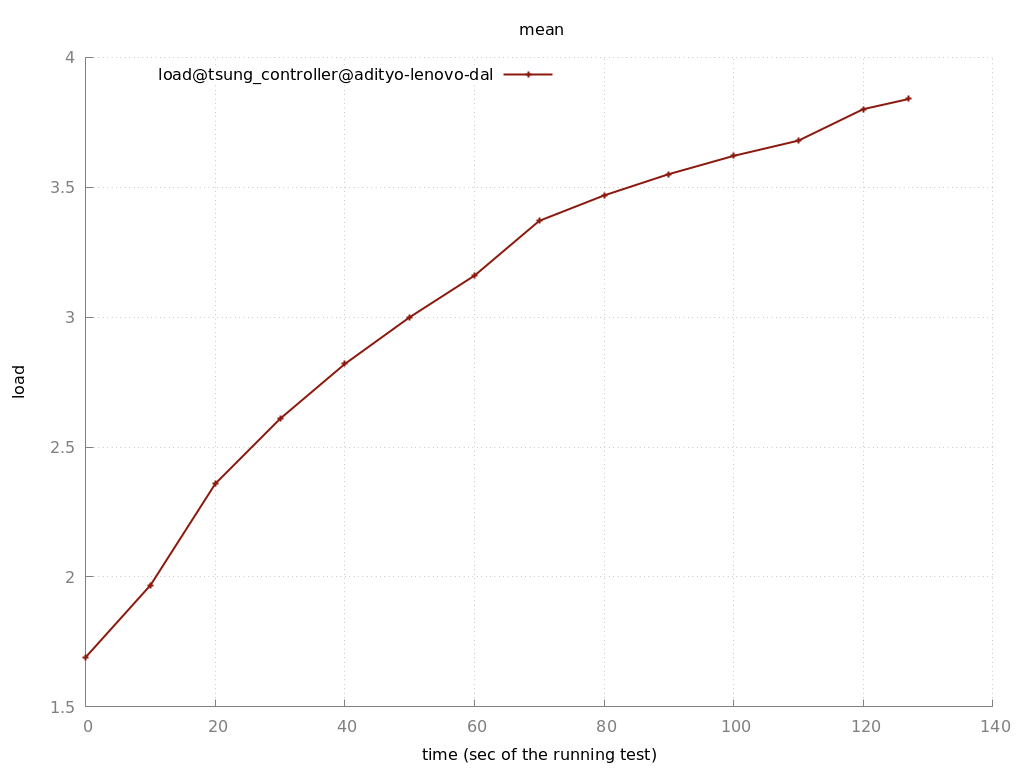 mean
load@tsung_controller@adityo-lenovo-dal
4
3.5
3
2.5
2
1.5
load
0 20 40 60 80 100 120 140
time (sec of the running test)